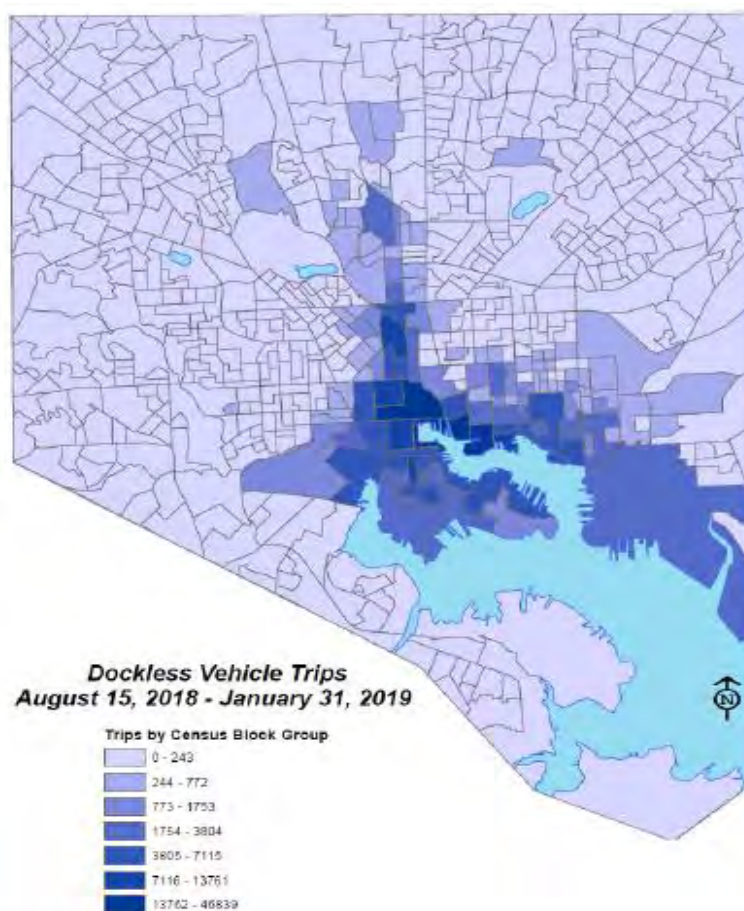 Dockless Vehicle Trips
August 15, 2018 - January 31, 2019
N
Trips by Census Block Group
0 - 243
244 - 772
773 - 1753
1754 - 3804
3805 - 7115
7116 - 13761
13762 - 46839